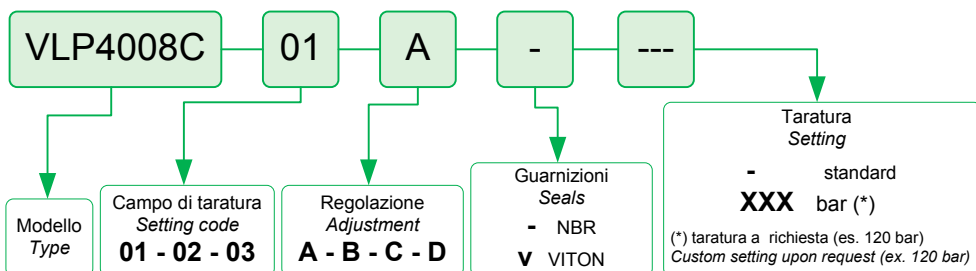 VLP4008C 01 A - ---
Modello
Type
Campo di taratura
Setting code
01 - 02 - 03
Regolazione
Adjustment
A - B - C - D
Guarnizioni
Seals
- NBR
v VITON
Taratura
Setting
- standard
XXX bar (*)
(*) taratura a richiesta (es. 120 bar)
Custom setting upon request (ex. 120 bar)